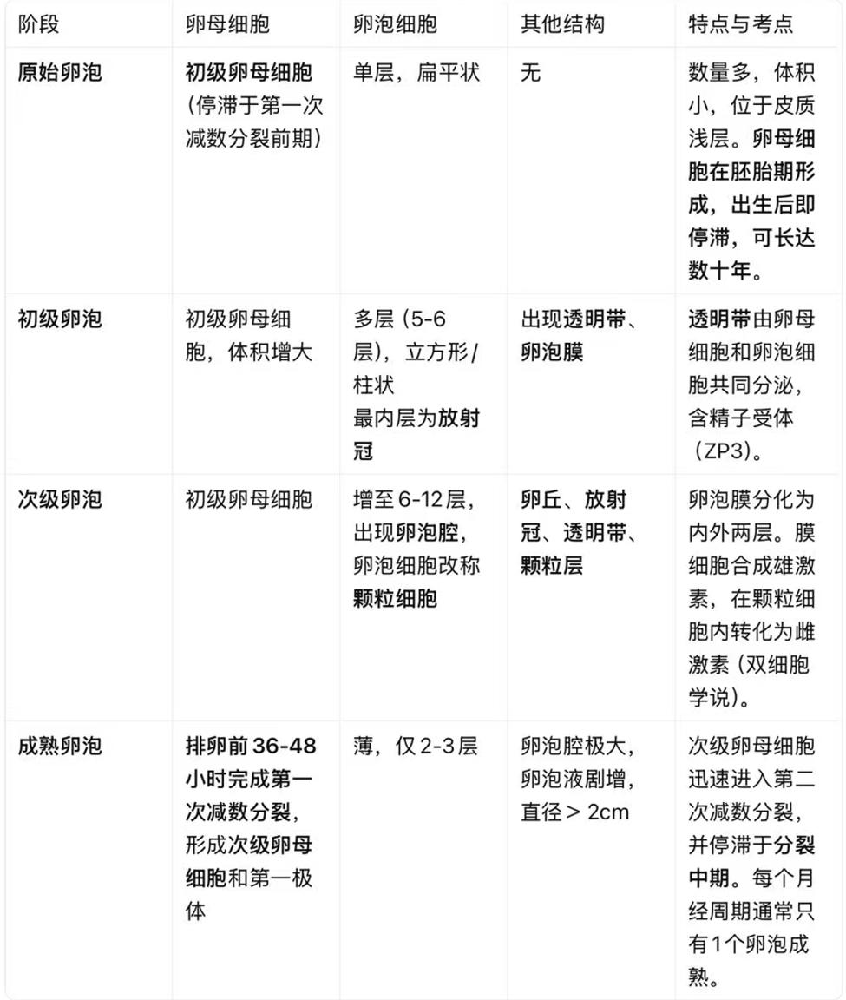 阶段
卵母细胞
卵泡细胞
其他结构
特点与考点
原始卵泡
初级卵母细胞
（停滞于第一次
减数分裂前期）
单层，扁平状
无
数量多，体积
小，位于皮质
浅层。卵母细
胞在胚胎期形
成，出生后即
停滞，可长达
数十年。
初级卵泡
初级卵母细
胞，体积增大
多层（5-6
层），立方形/
柱状
最内层为放射
冠
出现透明带、
卵泡膜
透明带由卵母
细胞和卵泡细
胞共同分泌，
含精子受体
（ZP3）。
次级卵泡
初级卵母细胞
增至6-12层，
出现卵泡腔，
卵泡细胞改称
颗粒细胞
卵丘、放射
冠、透明带、
颗粒层
卵泡膜分化为
内外两层。膜
细胞合成雄激
素，在颗粒细
胞内转化为雌
激素（双细胞
学说）。
成熟卵泡
排卵前36-48
小时完成第一
次减数分裂，
形成次级卵母
细胞和第一极
体
薄，仅2-3层
卵泡腔极大，
卵泡液剧增，
直径＞2cm
次级卵母细胞
迅速进入第二
次减数分裂，
并停滞于分裂
中期。每个月
经周期通常只
有1个卵泡成
熟。